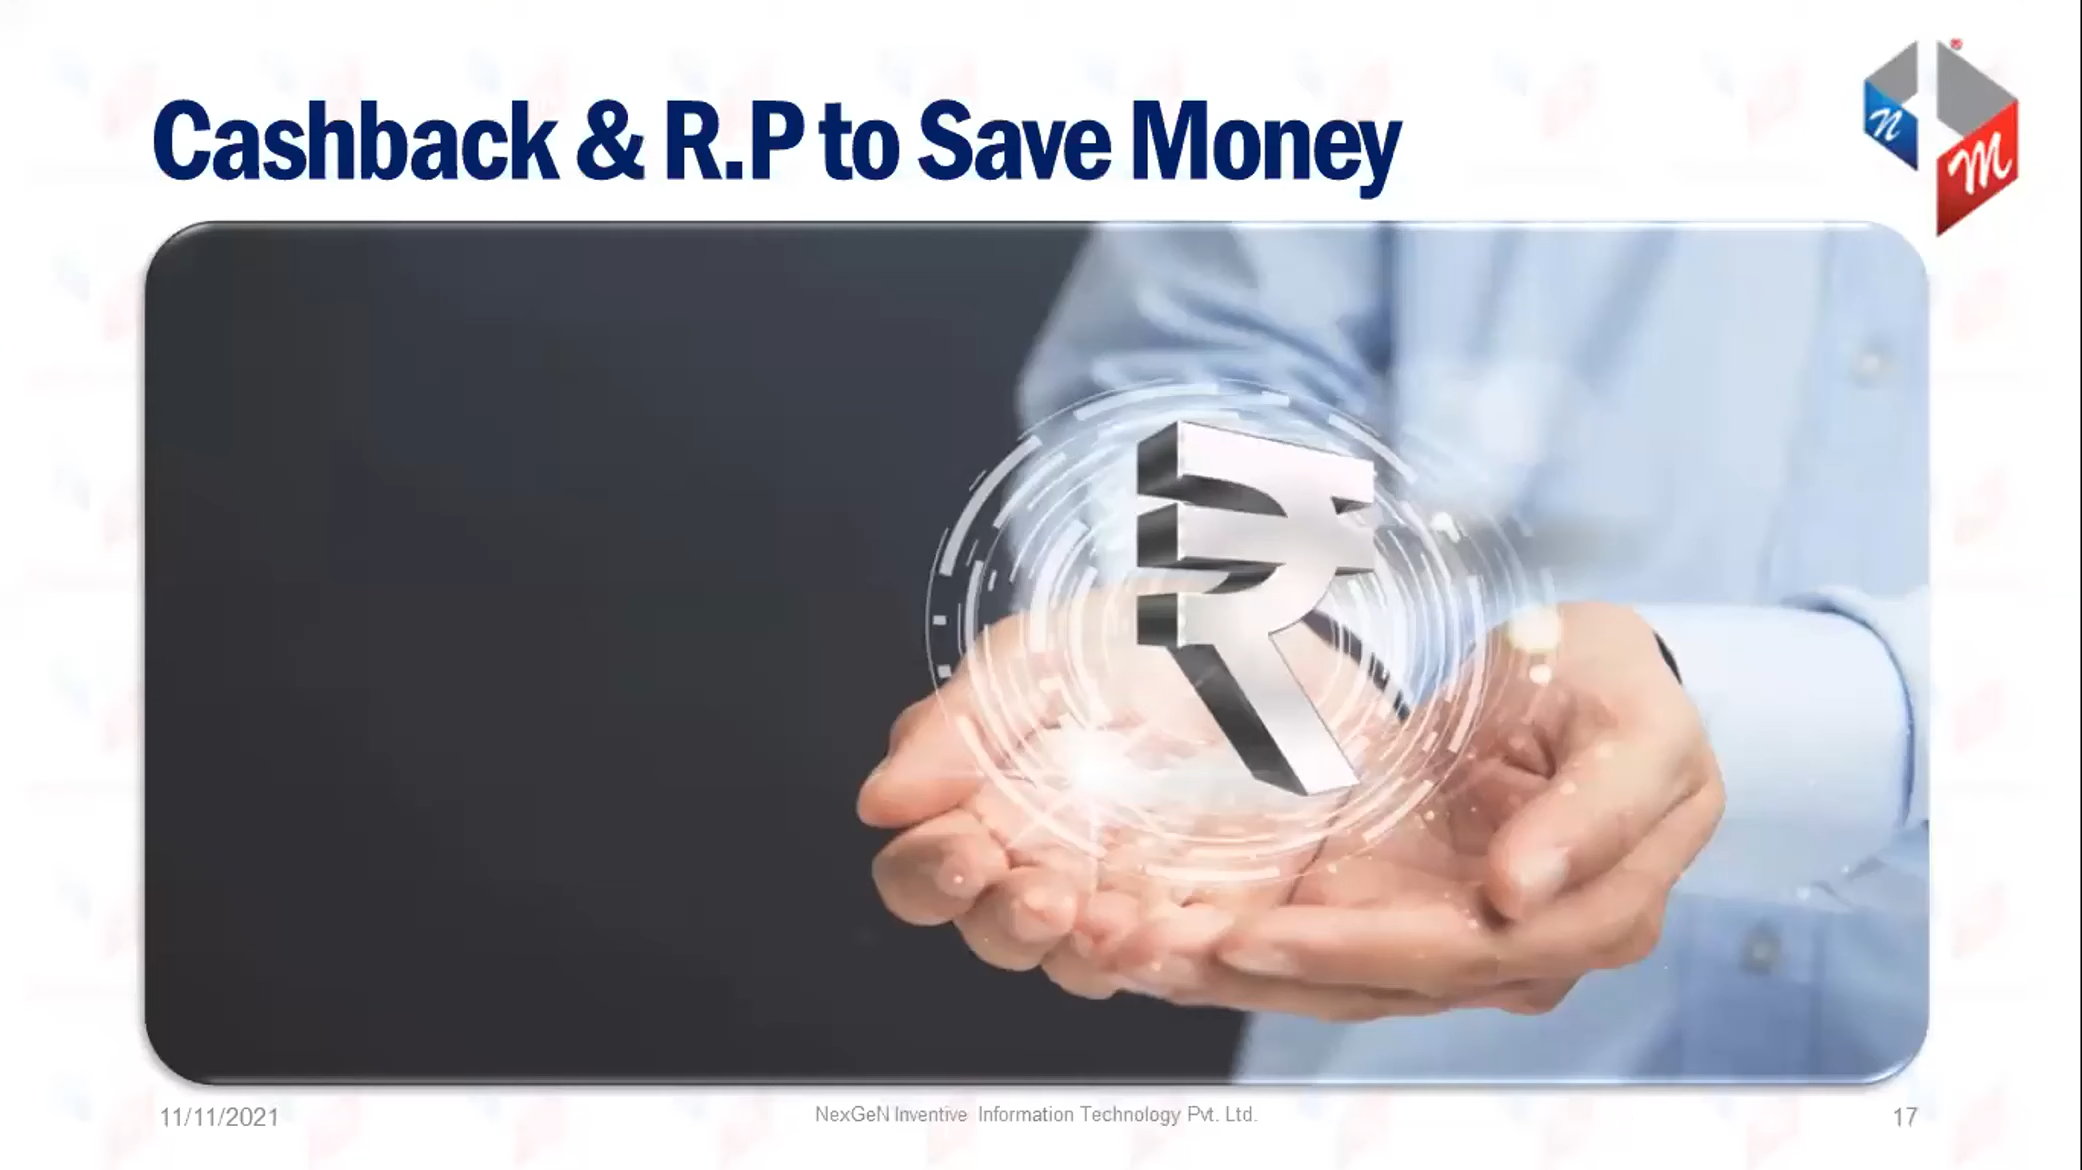 Cashback & R.P to Save Money
n
m
11/11/2021
NexGeN Inventive Information Technology Pvt. Ltd.
17